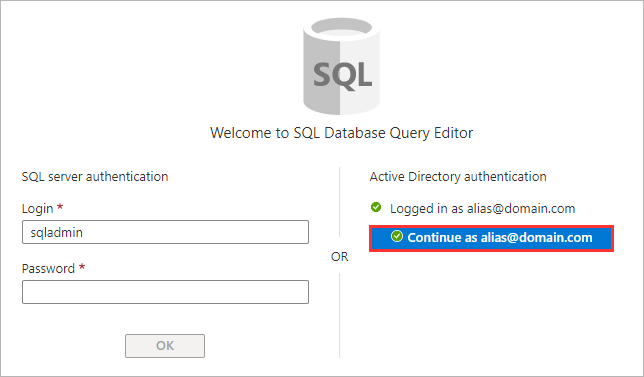 SQL
Welcome to SQL Database Query Editor
SQL server authentication
Login *
sqladmin
Password *
OK
OR
Active Directory authentication
Logged in as alias@domain.com
Continue as alias@domain.com